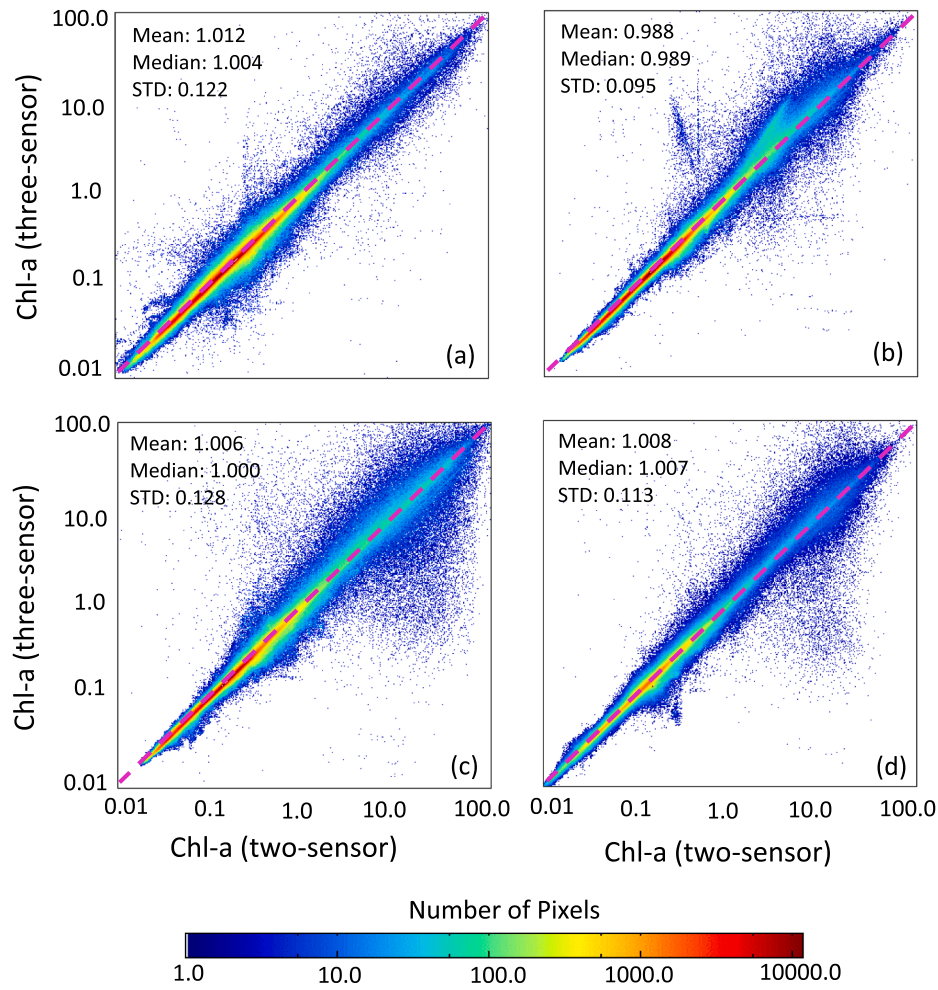 100.0
10.0
1.0
0.1
0.01
Chl-a (three-sensor)
Mean: 1.012
Median: 1.004
STD: 0.122
(a)
Mean: 0.988
Median: 0.989
STD: 0.095
(b)
100.0
10.0
1.0
0.1
0.01
Chl-a (three-sensor)
Mean: 1.006
Median: 1.000
STD: 0.128
(c)
Mean: 1.008
Median: 1.007
STD: 0.113
(d)
0.01 0.1 1.0 10.0 100.0
0.01 0.1 1.0 10.0 100.0
Chl-a (two-sensor)
Chl-a (two-sensor)
Number of Pixels
1.0 10.0 100.0 1000.0 10000.0